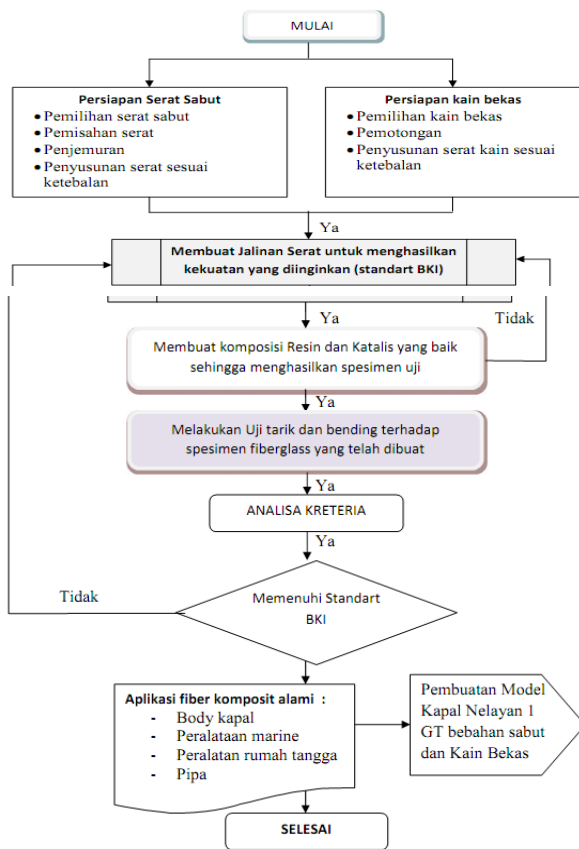 MULAI
Persiapan Serat Sabut
• Pemilihan serat sabut
• Pemisahan serat
• Penjemuran
• Penyusunan serat sesuai
ketebalan
Persiapan kain bekas
• Pemilihan kain bekas
• Pemotongan
• Penyusunan serat kain sesuai
ketebalan
Ya
Membuat Jalinan Serat untuk menghasilkan
kekuatan yang diinginkan (standart BKI)
Ya
Tidak
Membuat komposisi Resin dan Katalis yang baik
sehingga menghasilkan spesimen uji
Ya
Melakukan Uji tarik dan bending terhadap
spesimen fiberglass yang telah dibuat
Ya
ANALISA KRETERIA
Ya
Tidak
Memenuhi Standart
BKI
Aplikasi fiber komposit alami :
- Body kapal
- Peralataan marine
- Peralatan rumah tangga
- Pipa
Pembuatan Model
Kapal Nelayan 1
GT bebahan sabut
dan Kain Bekas
SELESAI